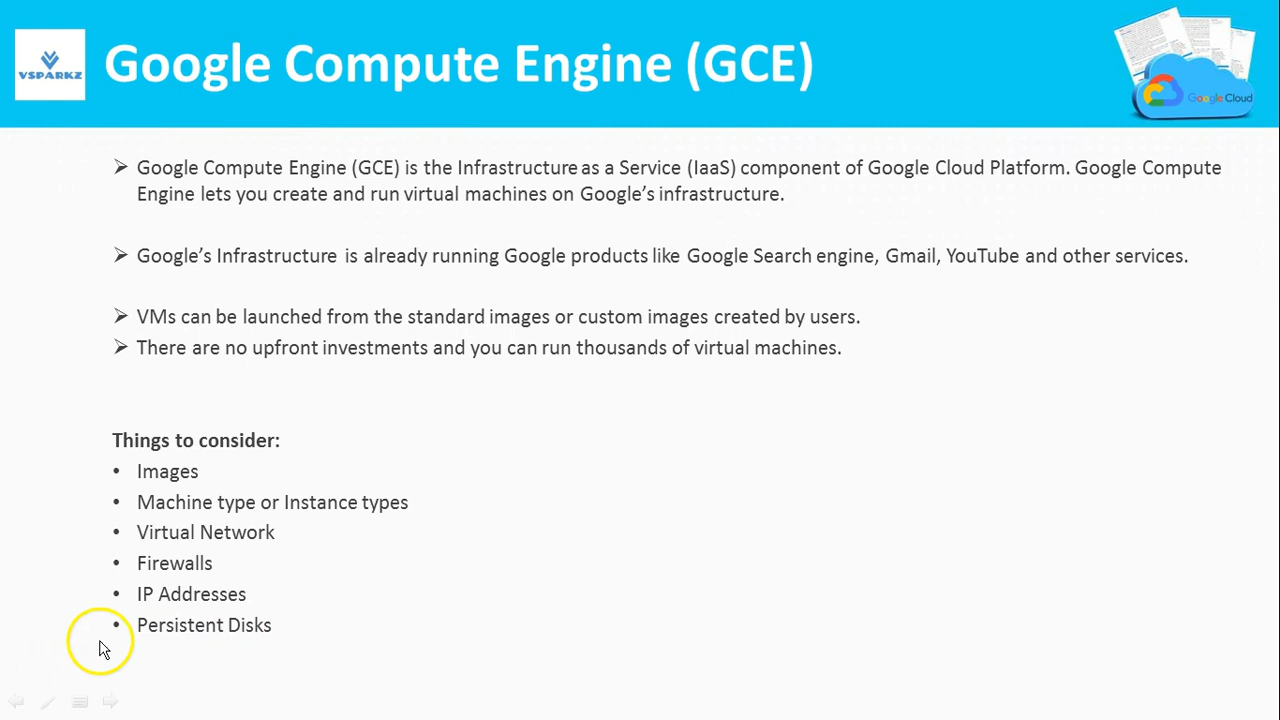 VSPARKZ
Google Compute Engine (GCE)
Google Cloud
➢ Google Compute Engine (GCE) is the Infrastructure as a Service (IaaS) component of Google Cloud Platform. Google Compute
Engine lets you create and run virtual machines on Google’s infrastructure.
➢ Google’s Infrastructure is already running Google products like Google Search engine, Gmail, YouTube and other services.
➢ VMs can be launched from the standard images or custom images created by users.
➢ There are no upfront investments and you can run thousands of virtual machines.
Things to consider:
• Images
• Machine type or Instance types
• Virtual Network
• Firewalls
• IP Addresses
• Persistent Disks